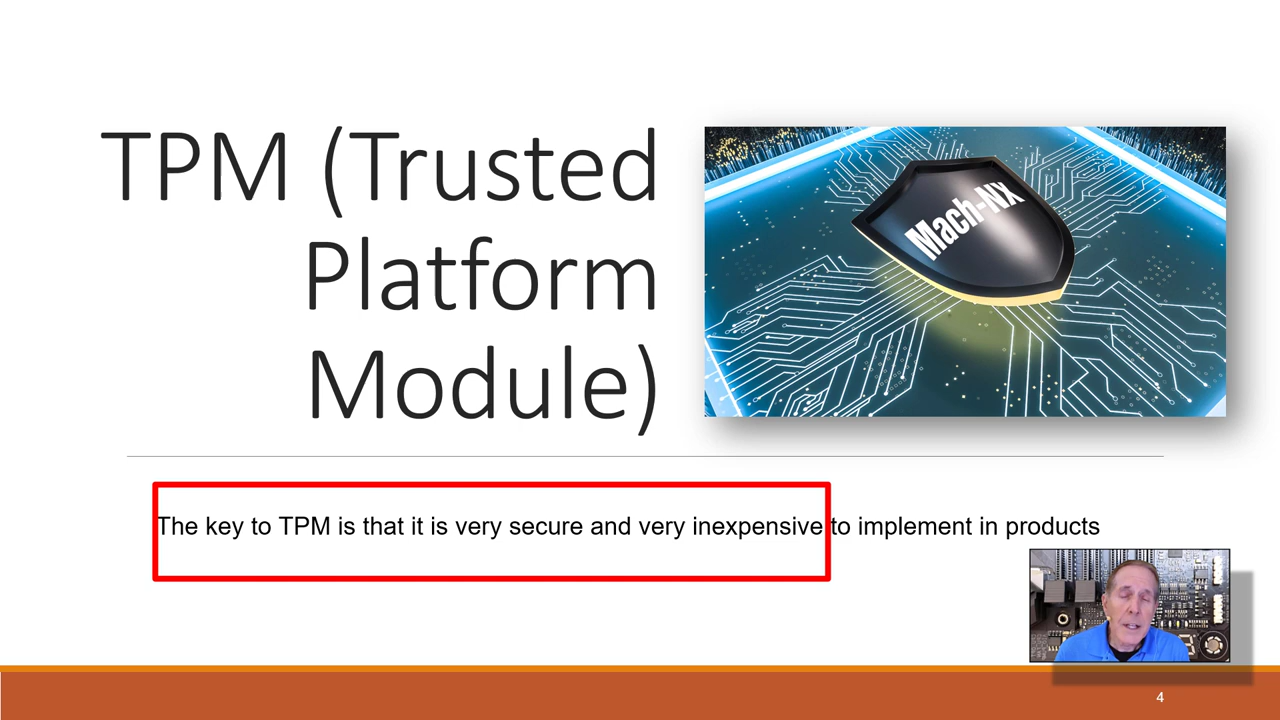 TPM (Trusted
Platform
Module)
Mach-NX
The key to TPM is that it is very secure and very inexpensive to implement in products
4